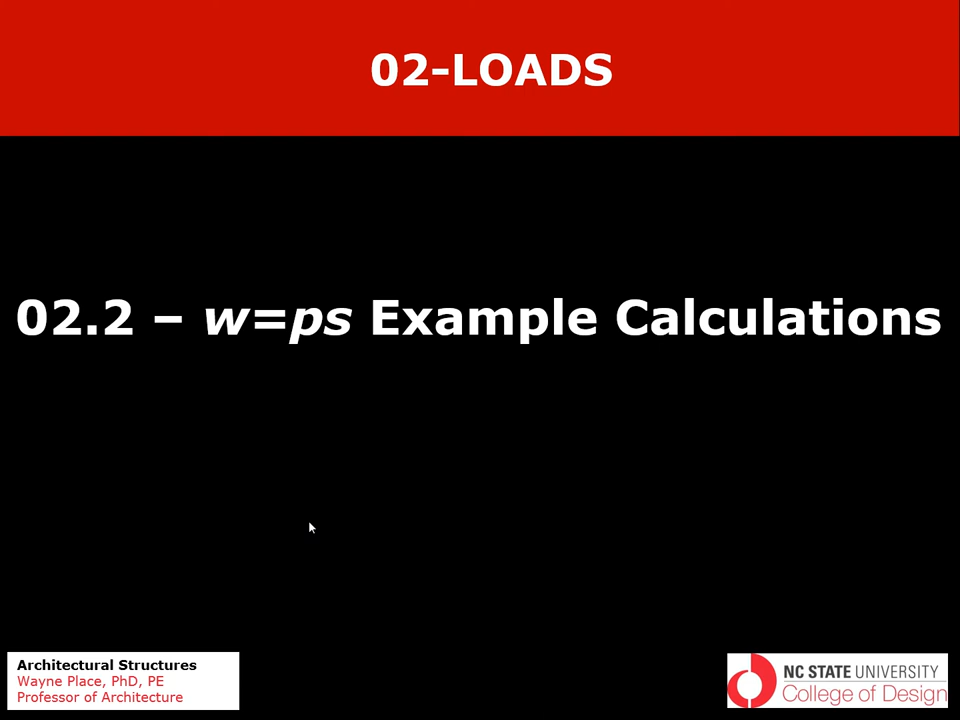 02-LOADS
02.2 – w=ps Example Calculations
Architectural Structures
Wayne Place, PhD, PE
Professor of Architecture
NC STATE UNIVERSITY
College of Design